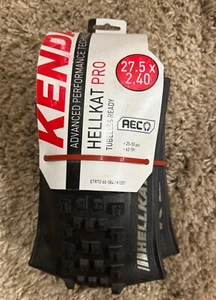 KENDA
ADVANCED PERFORMANCE TECH
HELLKAT PRO
TUBELESS READY
27.5 x
2.40
AEC
HELLKAT